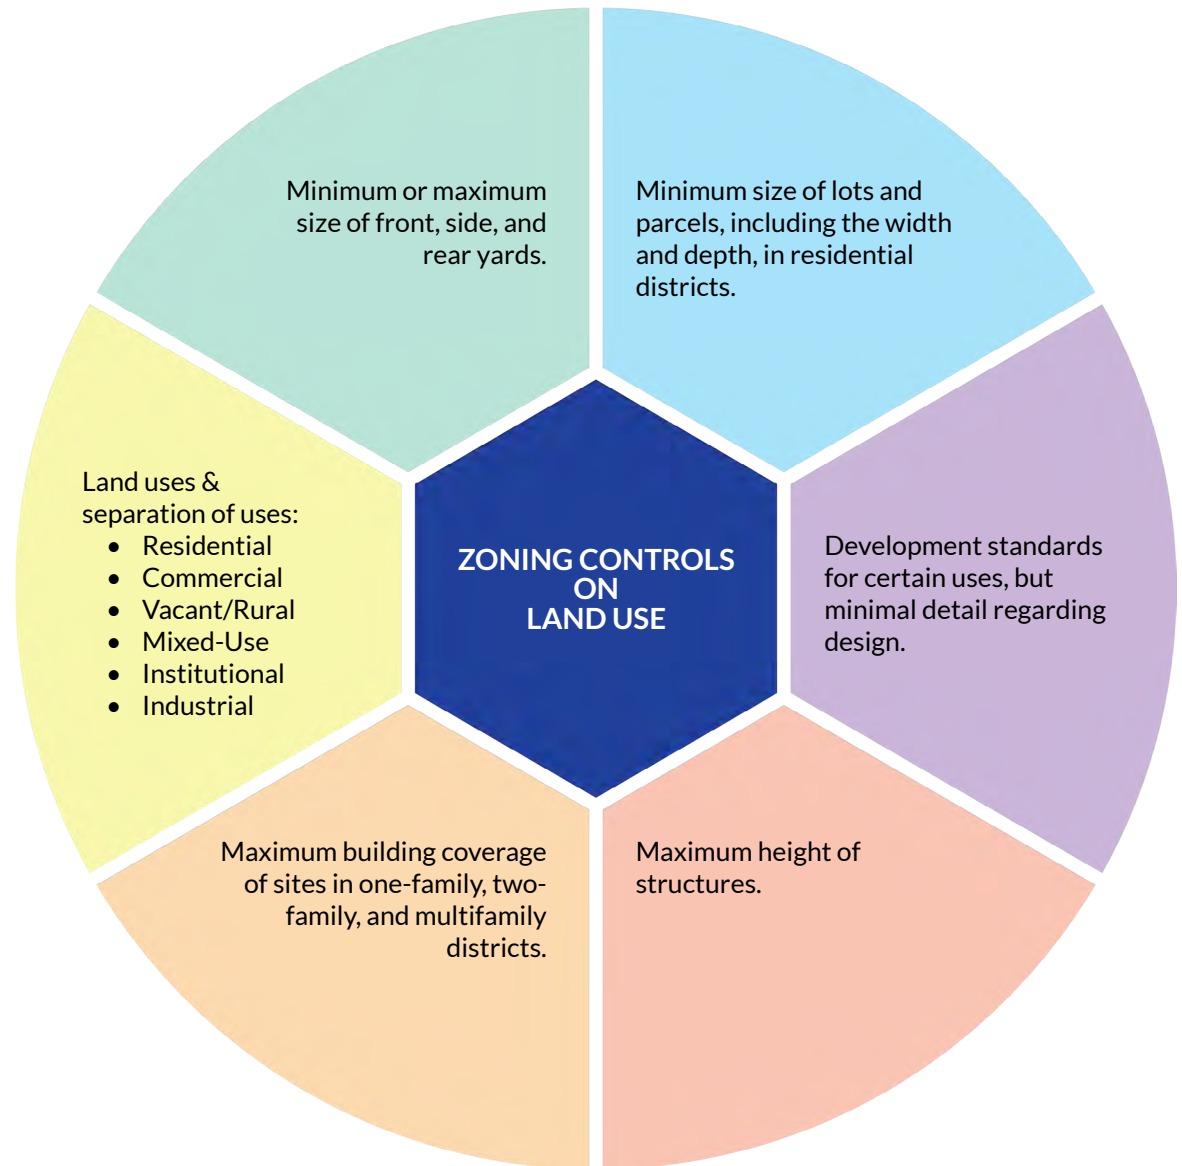 Minimum or maximum
size of front, side, and
rear yards.
Minimum size of lots and
parcels, including the width
and depth, in residential
districts.
Land uses &
separation of uses:
• Residential
• Commercial
• Vacant/Rural
• Mixed-Use
• Institutional
• Industrial
ZONING CONTROLS
ON
LAND USE
Development standards
for certain uses, but
minimal detail regarding
design.
Maximum building coverage
of sites in one-family, two-
family, and multifamily
districts.
Maximum height of
structures.